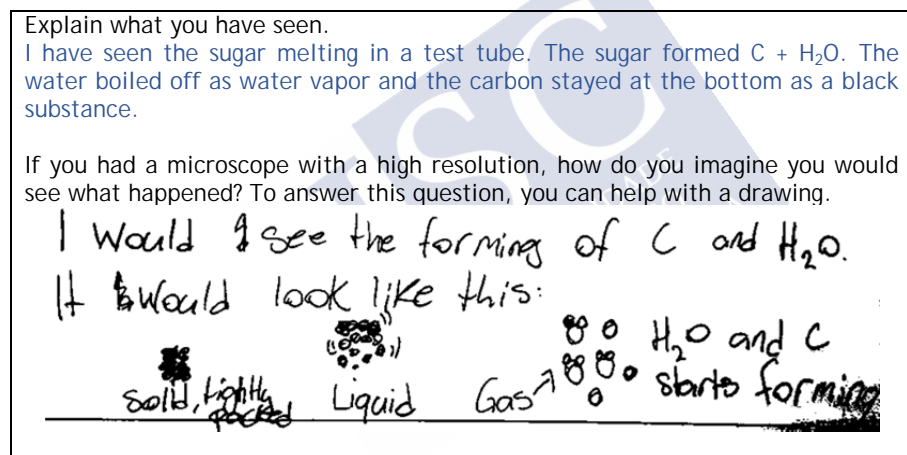 Explain what you have seen.
I have seen the sugar melting in a test tube. The sugar formed C + H₂O. The
water boiled off as water vapor and the carbon stayed at the bottom as a black
substance.
If you had a microscope with a high resolution, how do you imagine you would
see what happened? To answer this question, you can help with a drawing.
I would see the forming of C and H₂O.
It would look like this:
Solid, tightly packed
Liquid
Gas
H₂O and C
starts forming